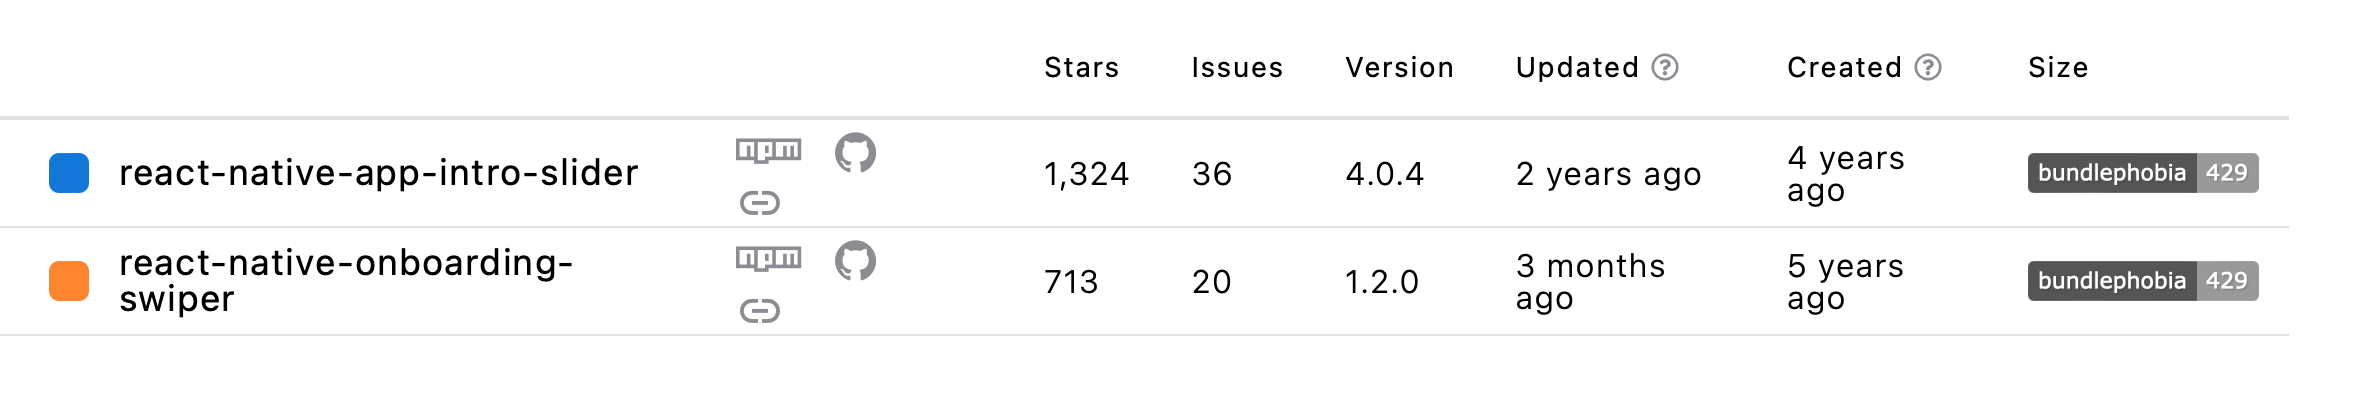 Stars Issues Version Updated ? Created ? Size
react-native-app-intro-slider npm 1,324 36 4.0.4 2 years ago 4 years
ago bundlephobia 429
react-native-onboarding-
swiper npm 713 20 1.2.0 3 months
ago 5 years
ago bundlephobia 429